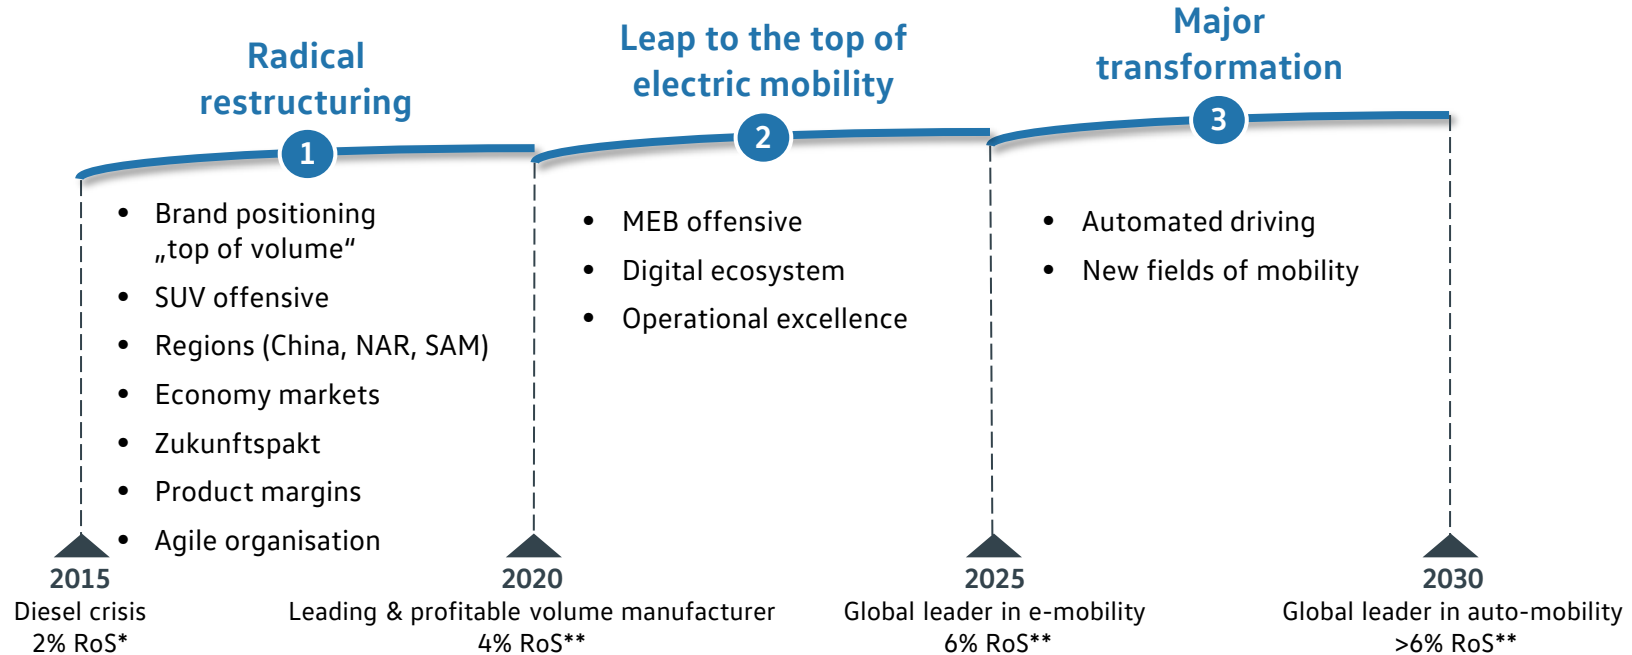 Radical
restructuring
1
• Brand positioning
„top of volume“
• SUV offensive
• Regions (China, NAR, SAM)
• Economy markets
• Zukunftspakt
• Product margins
• Agile organisation
Leap to the top of
electric mobility
2
• MEB offensive
• Digital ecosystem
• Operational excellence
Major
transformation
3
• Automated driving
• New fields of mobility
2015
Diesel crisis
2% RoS*
2020
Leading & profitable volume manufacturer
4% RoS**
2025
Global leader in e-mobility
6% RoS**
2030
Global leader in auto-mobility
>6% RoS**